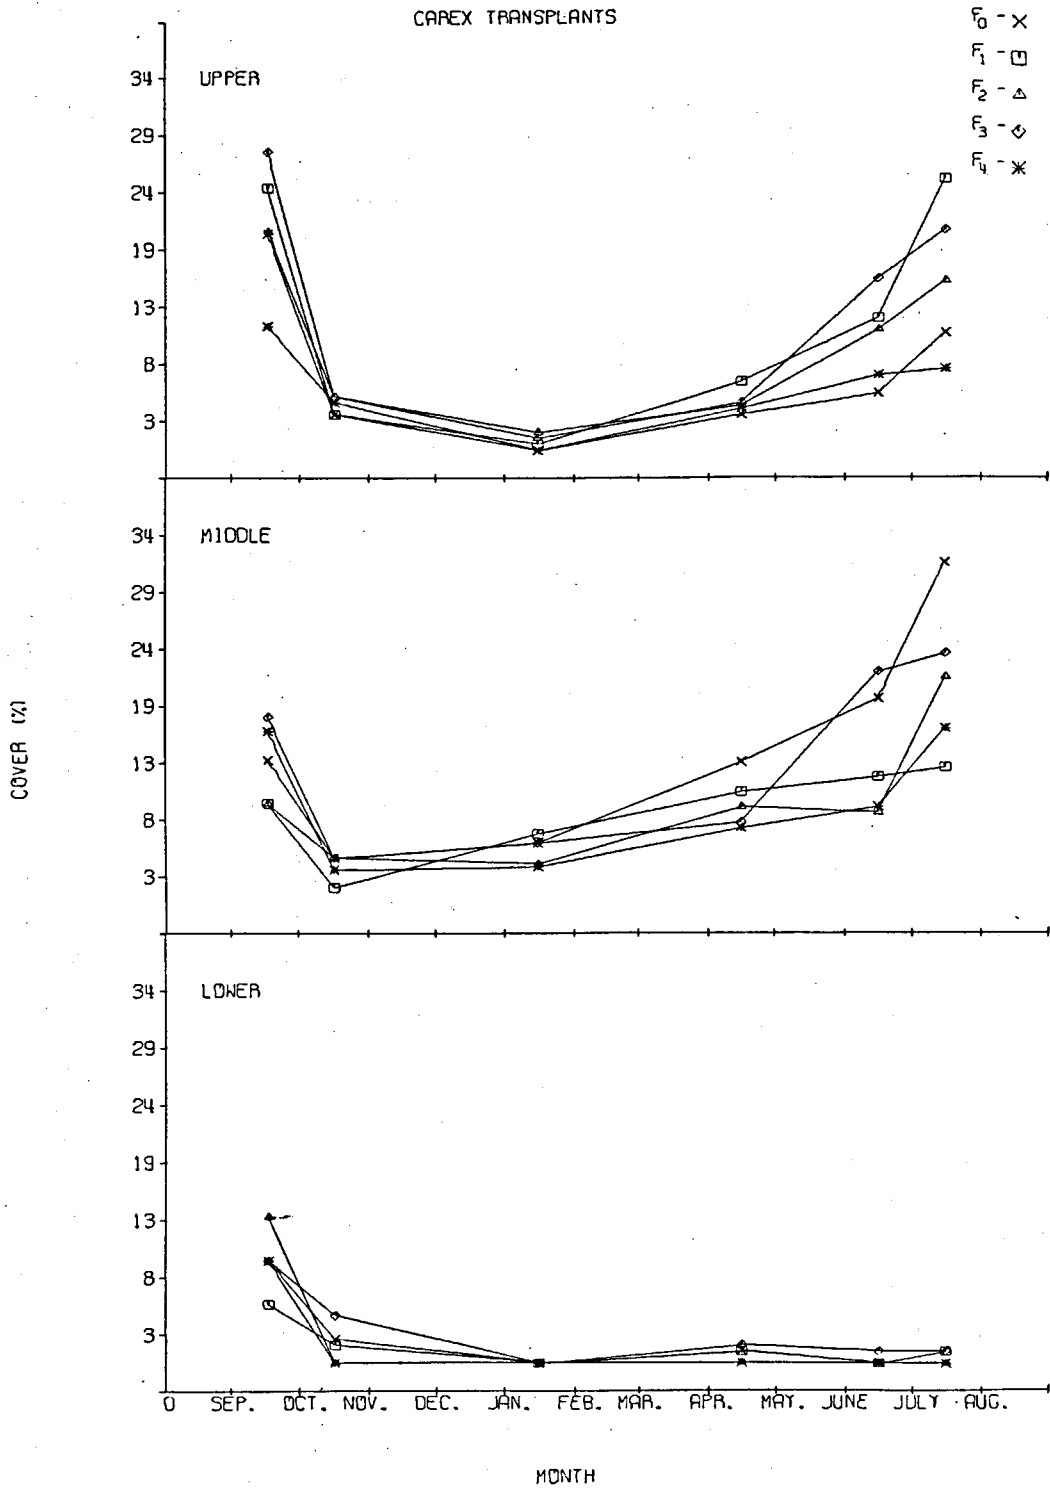 CAREX TRANSPLANTS
F0 - ×
F1 - □
F2 - △
F3 - ◇
F4 - ⚹
UPPER
34
29
24
19
13
8
3
MIDDLE
34
29
24
19
13
8
3
COVER (%)
LOWER
34
29
24
19
13
8
3
0 SEP. OCT. NOV. DEC. JAN. FEB. MAR. APR. MAY. JUNE JULY AUG.
MONTH